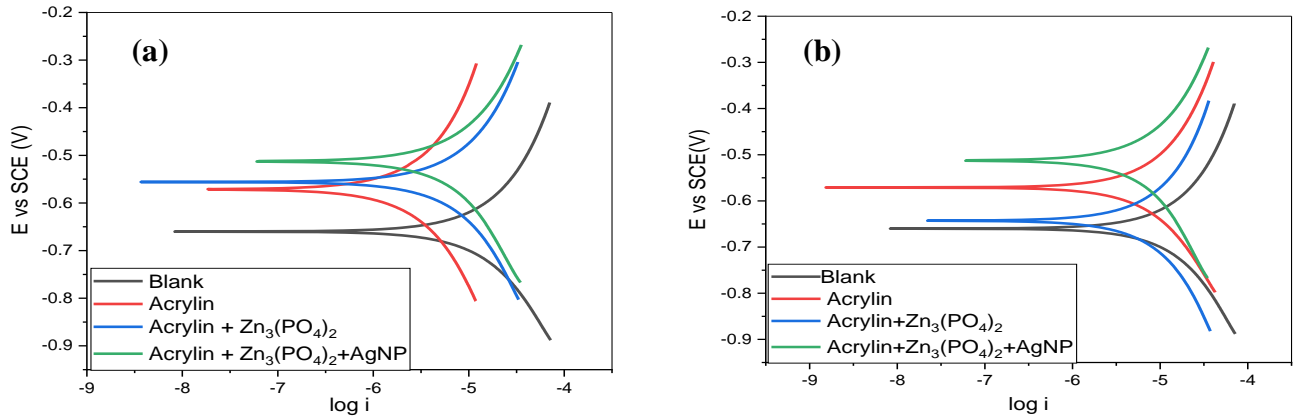 (a)
E vs SCE (V)
-0.2
-0.3
-0.4
-0.5
-0.6
-0.7
-0.8
-0.9
Blank
Acrylin
Acrylin + Zn₃(PO₄)₂
Acrylin + Zn₃(PO₄)₂+AgNP
-9 -8 -7 -6 -5 -4
log i
(b)
E vs SCE(V)
-0.2
-0.3
-0.4
-0.5
-0.6
-0.7
-0.8
-0.9
Blank
Acrylin
Acrylin+Zn₃(PO₄)₂
Acrylin+Zn₃(PO₄)₂+AgNP
-9 -8 -7 -6 -5 -4
log i